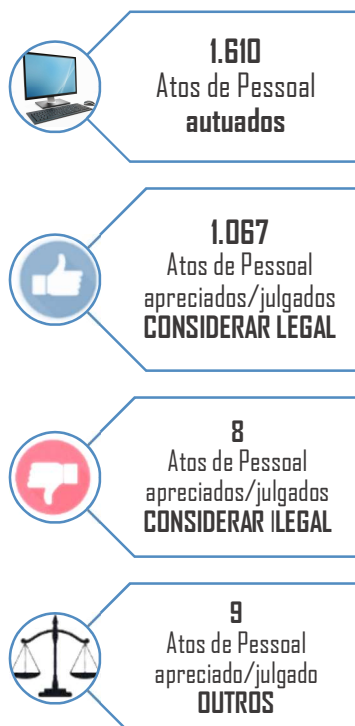 1.610
Atos de Pessoal
autuados
1.067
Atos de Pessoal
apreciados/julgados
CONSIDERAR LEGAL
8
Atos de Pessoal
apreciados/julgados
CONSIDERAR ILEGAL
9
Atos de Pessoal
apreciado/julgado
OUTROS